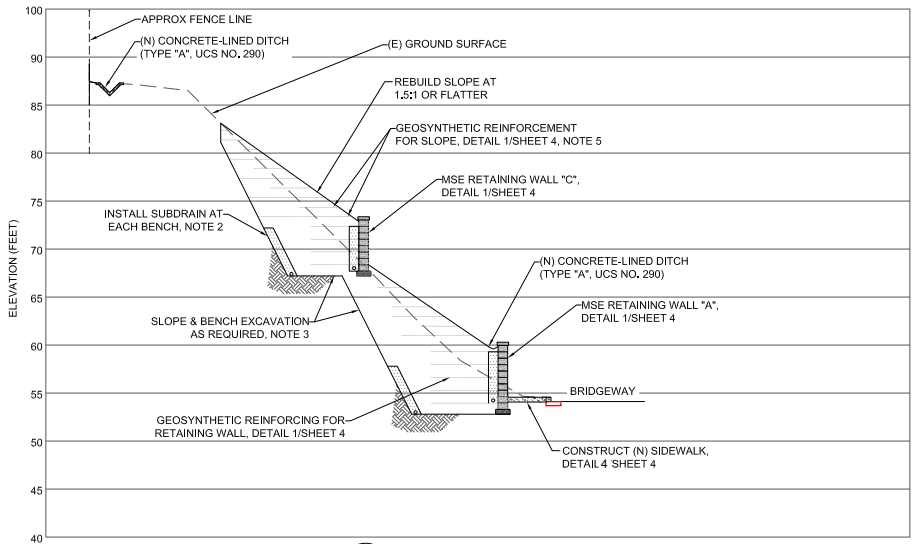 100
APPROX FENCE LINE
(N) CONCRETE-LINED DITCH
(TYPE "A", UCS NO. 290)
(E) GROUND SURFACE
90
REBUILD SLOPE AT
1.5:1 OR FLATTER
85
GEOSYNTHETIC REINFORCEMENT
FOR SLOPE, DETAIL 1/SHEET 4, NOTE 5
80
MSE RETAINING WALL "C",
DETAIL 1/SHEET 4
75
INSTALL SUBDRAIN AT
EACH BENCH, NOTE 2
70
ELEVATION (FEET)
(N) CONCRETE-LINED DITCH
(TYPE "A", UCS NO. 290)
65
MSE RETAINING WALL "A",
DETAIL 1/SHEET 4
SLOPE & BENCH EXCAVATION
AS REQUIRED, NOTE 3
60
55
BRIDGEWAY
GEOSYNTHETIC REINFORCING FOR
RETAINING WALL, DETAIL 1/SHEET 4
50
CONSTRUCT (N) SIDEWALK,
DETAIL 4 SHEET 4
45
40